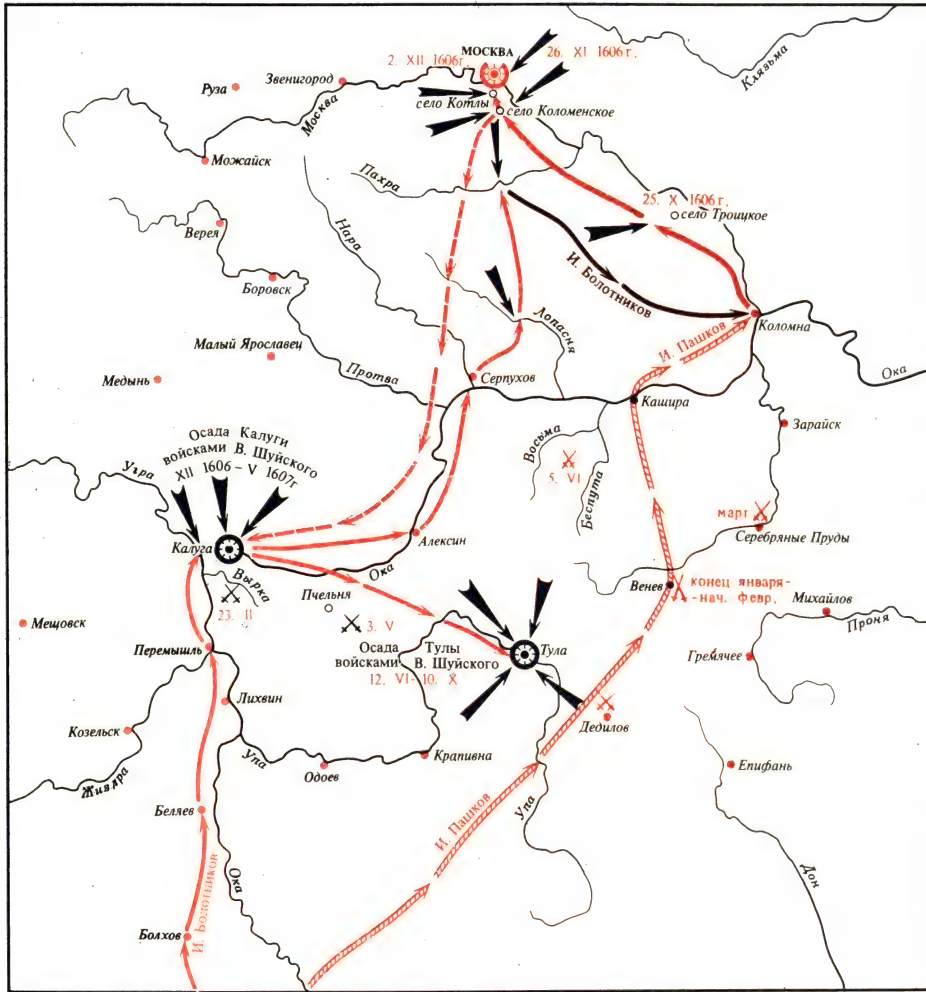 МОСКВА
2. XII 1606г.
26. XI 1606 г.
Клязьма
Руза
Звенигород
село Котлы
село Коломенское
Москва
Можайск
Пахра
25. X 1606 г.
село Троицкое
Верея
Нара
Боровск
И. Болотников
Лопасня
Коломна
И. Пашков
Малый Ярославец
Протва
Серпухов
Ока
Медынь
Кашира
Зарайск
Осада Калуги
войсками В. Шуйского
XII 1606 – V 1607г
Восьма
5. VI
Беспута
Угра
март
Серебряные Пруды
Калуга
Алексин
Ока
Вырка
23. II
Пчельня
3. V
Венев
конец января-
-нач. февр.
Михайлов
Проня
Мещовск
Перемышль
Осада Тулы
войсками В. Шуйского
12. VI- 10. X
Тула
Гремячее
Лихвин
Дедилов
Козельск
Упа
Одоев
Крапивна
Епифань
Жиздра
Беляев
И. Пашков
Упа
Ока
Дон
И. Болотников
Болхов